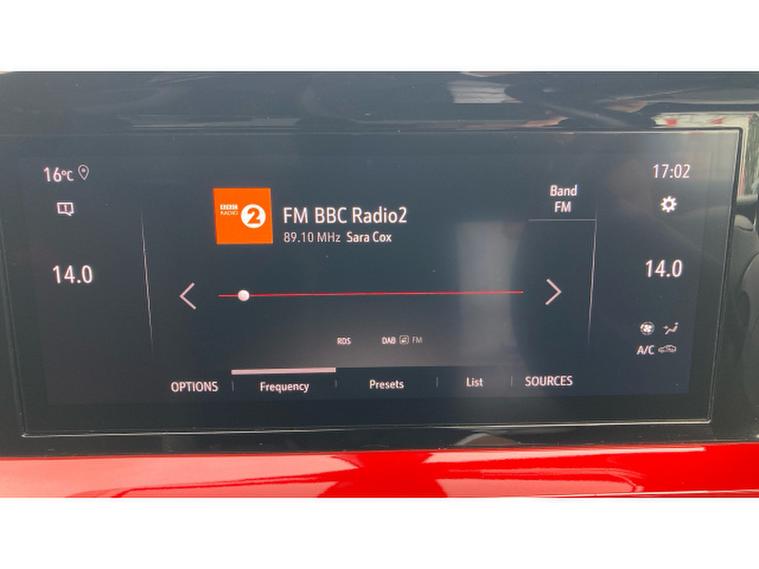 16°C
17:02
BBC
RADIO 2
FM BBC Radio2
89.10 MHz Sara Cox
Band
FM
14.0
14.0
RDS
DAB FM
A/C
OPTIONS
Frequency
Presets
List
SOURCES